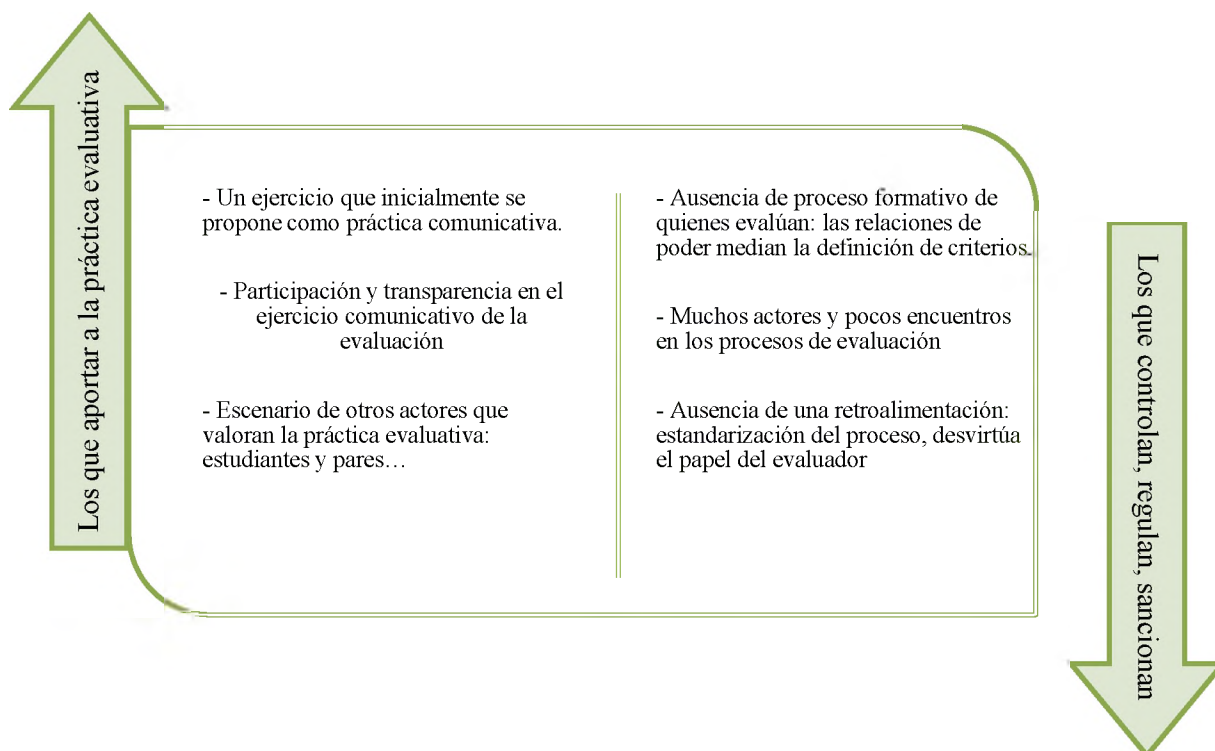 Los que aportar a la práctica evaluativa
- Un ejercicio que inicialmente se
propone como práctica comunicativa.
- Participación y transparencia en el
ejercicio comunicativo de la
evaluación
- Escenario de otros actores que
valoran la práctica evaluativa:
estudiantes y pares…
- Ausencia de proceso formativo de
quienes evalúan: las relaciones de
poder median la definición de criterios.
- Muchos actores y pocos encuentros
en los procesos de evaluación
- Ausencia de una retroalimentación:
estandarización del proceso, desvirtúa
el papel del evaluador
Los que controlan, regulan, sancionan